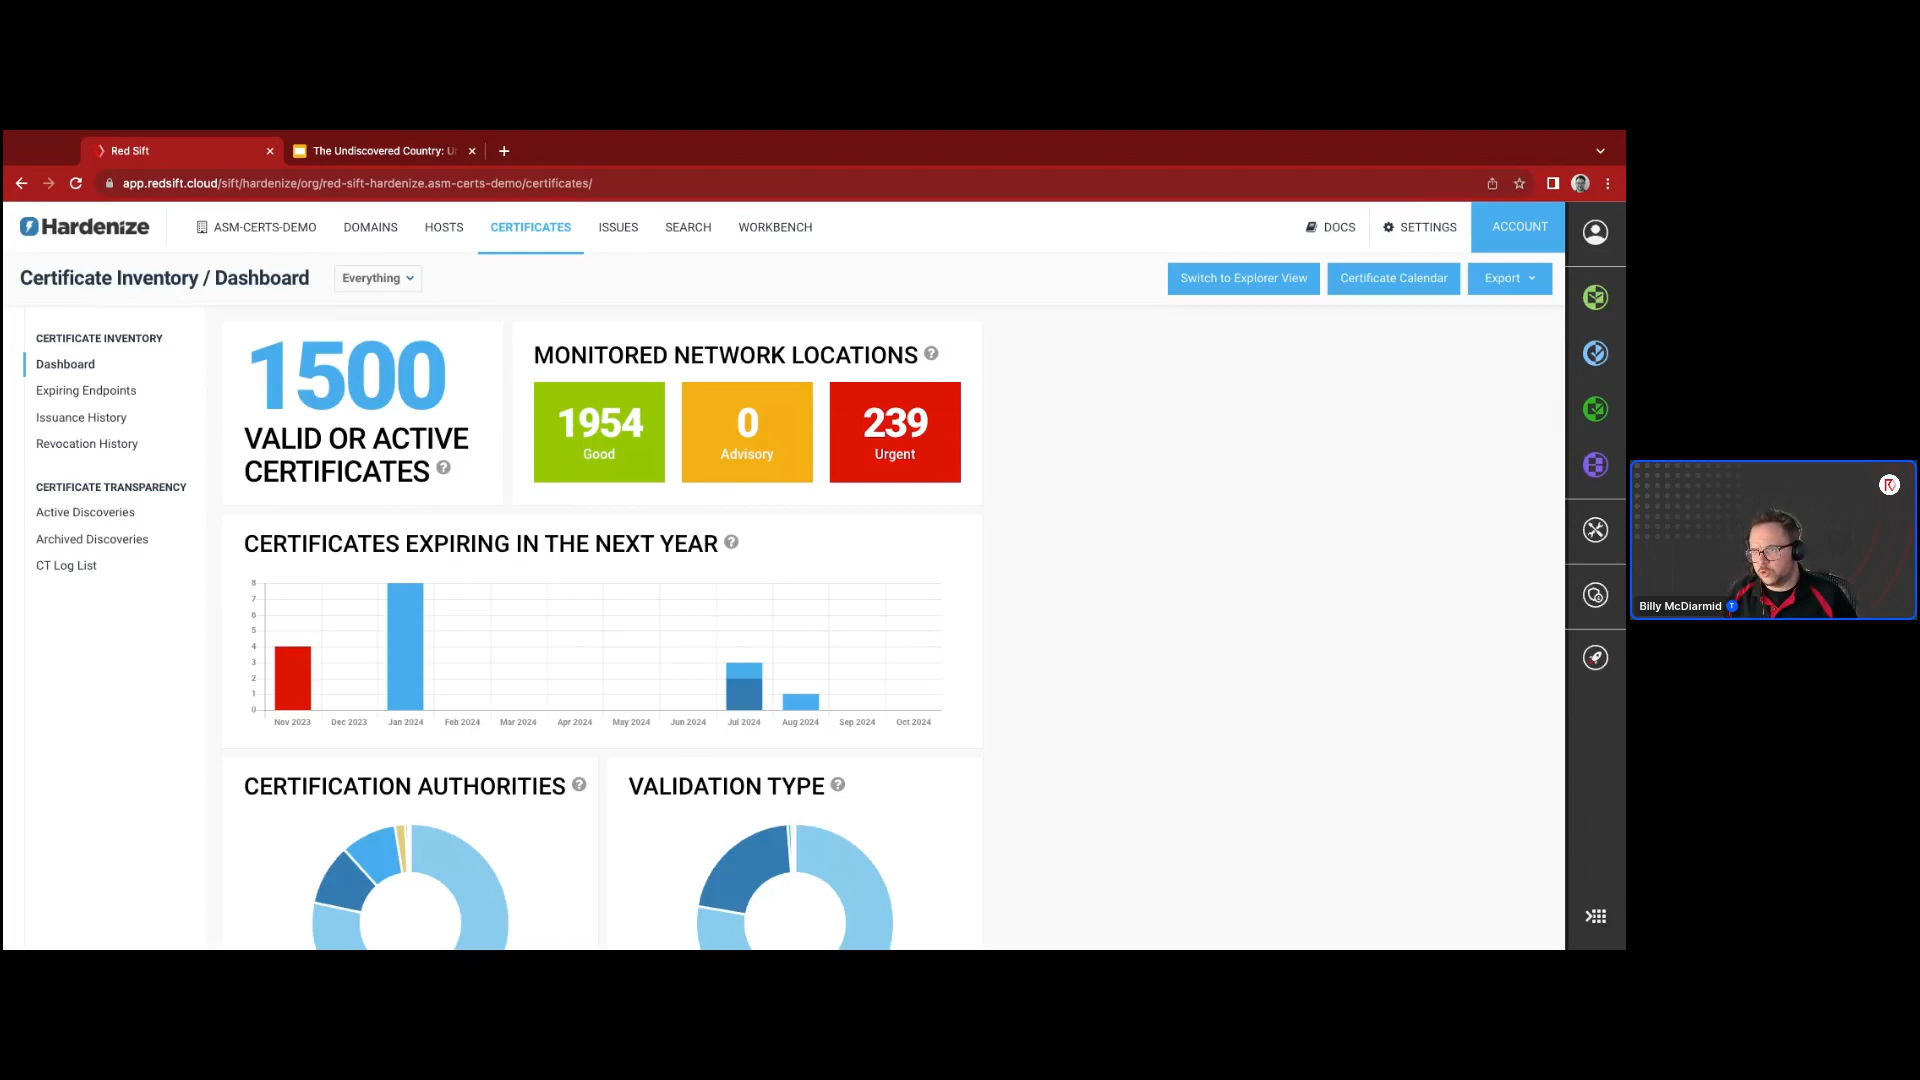 Red Sift
The Undiscovered Country: U
app.redsift.cloud/sift/hardenize/org/red-sift-hardenize.asm-certs-demo/certificates/
Hardenize
ASM-CERTS-DEMO
DOMAINS
HOSTS
CERTIFICATES
ISSUES
SEARCH
WORKBENCH
DOCS
SETTINGS
ACCOUNT
Certificate Inventory / Dashboard
Everything
Switch to Explorer View
Certificate Calendar
Export
CERTIFICATE INVENTORY
Dashboard
Expiring Endpoints
Issuance History
Revocation History
CERTIFICATE TRANSPARENCY
Active Discoveries
Archived Discoveries
CT Log List
1500
VALID OR ACTIVE
CERTIFICATES ?
MONITORED NETWORK LOCATIONS ?
1954
Good
0
Advisory
239
Urgent
CERTIFICATES EXPIRING IN THE NEXT YEAR ?
8
7
6
5
4
3
2
1
0
Nov 2023
Dec 2023
Jan 2024
Feb 2024
Mar 2024
Apr 2024
May 2024
Jun 2024
Jul 2024
Aug 2024
Sep 2024
Oct 2024
CERTIFICATION AUTHORITIES ?
VALIDATION TYPE ?
Billy McDiarmid T